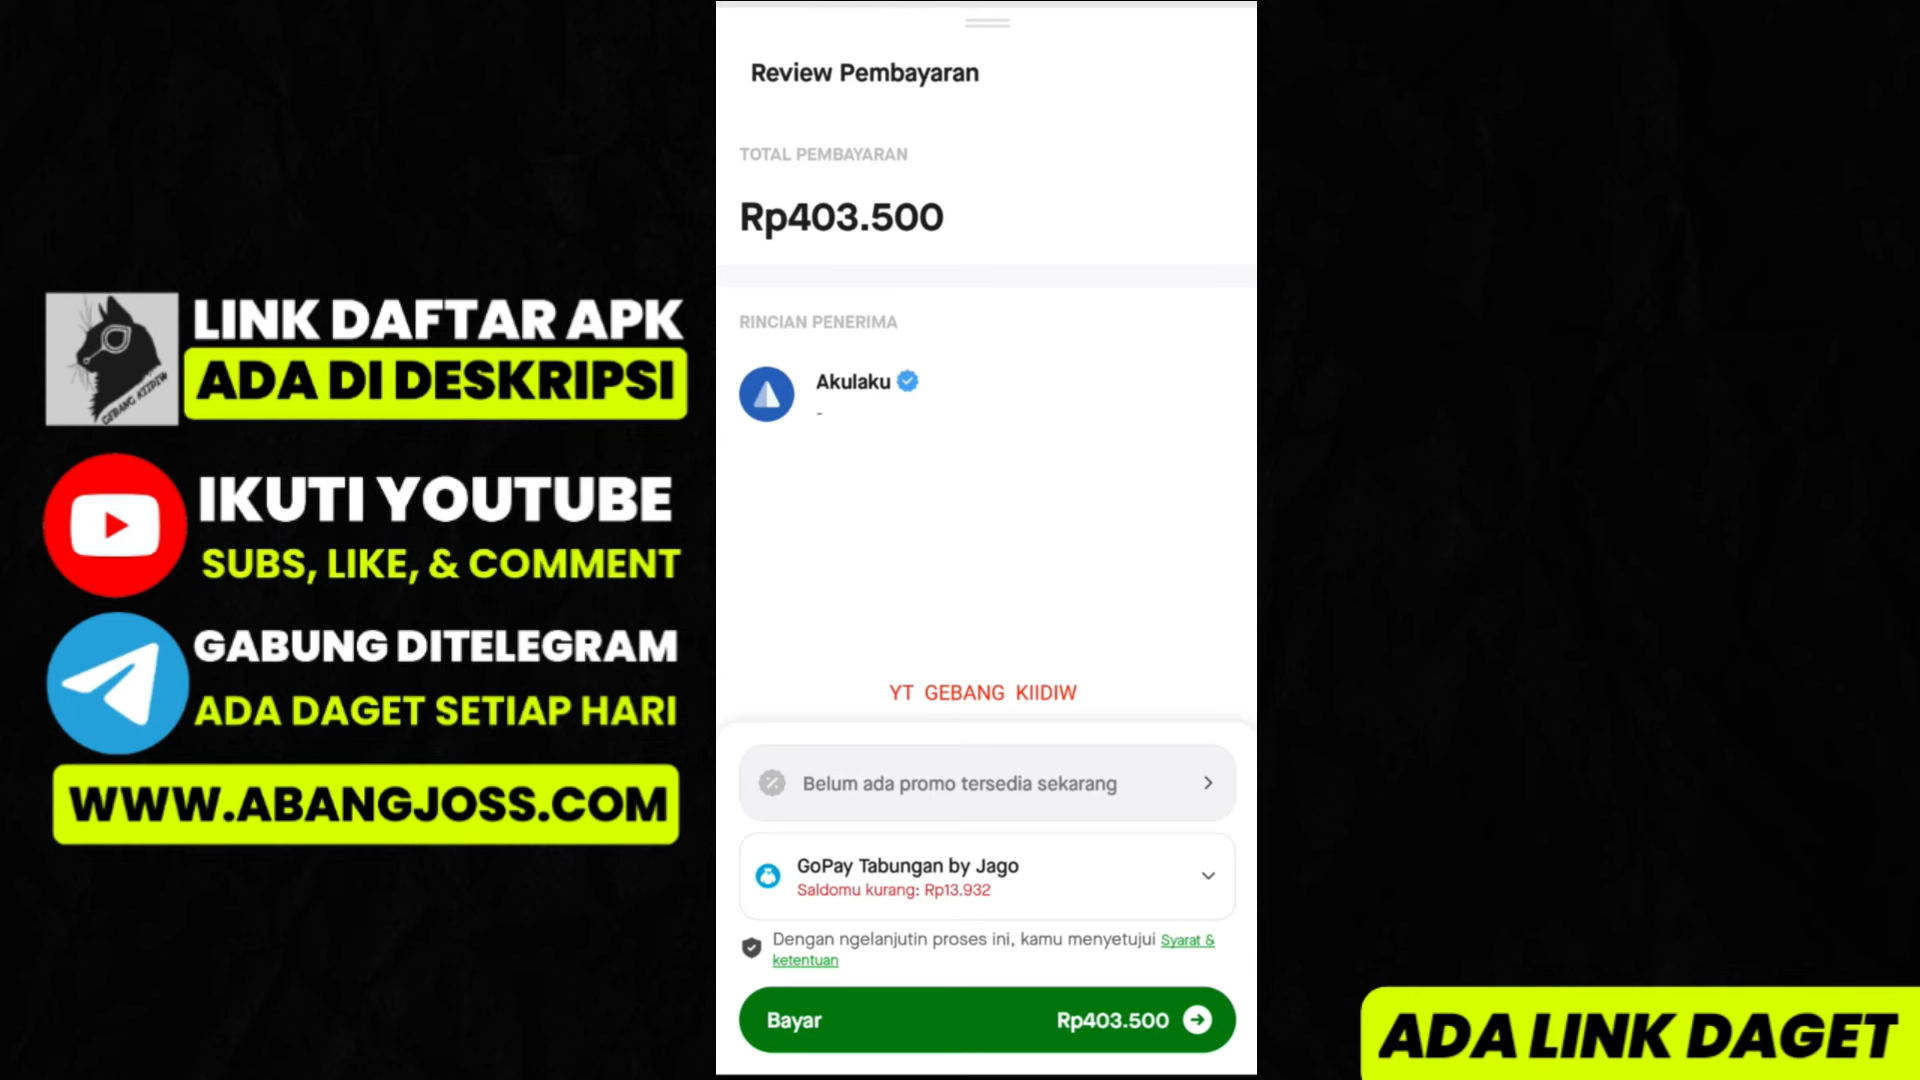 LINK DAFTAR APK
ADA DI DESKRIPSI
GEBANG KIIDIW
IKUTI YOUTUBE
SUBS, LIKE, & COMMENT
GABUNG DITELEGRAM
ADA DAGET SETIAP HARI
WWW.ABANGJOSS.COM
Review Pembayaran
TOTAL PEMBAYARAN
Rp403.500
RINCIAN PENERIMA
Akulaku
-
YT GEBANG KIIDIW
Belum ada promo tersedia sekarang
GoPay Tabungan by Jago
Saldomu kurang: Rp13.932
Dengan ngelanjutin proses ini, kamu menyetujui Syarat &
ketentuan
Bayar Rp403.500
ADA LINK DAGET